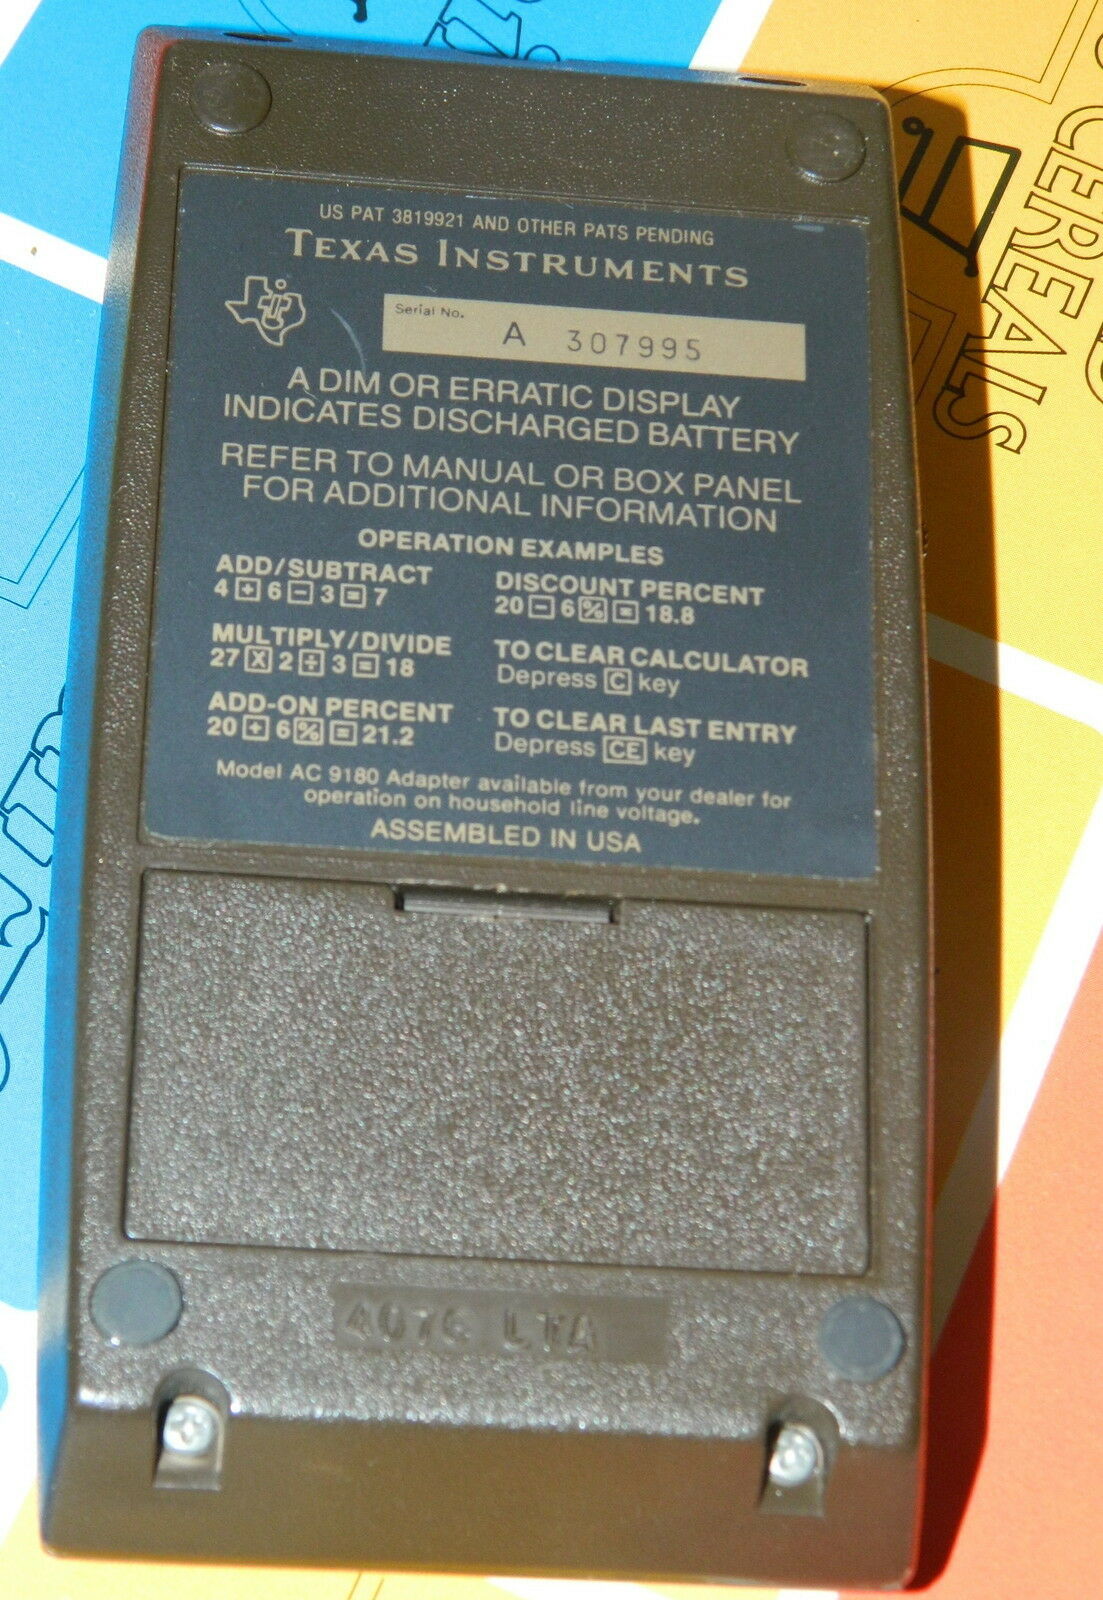 US PAT 3819921 AND OTHER PATS PENDING
TEXAS INSTRUMENTS
Serial No.
A 307995
A DIM OR ERRATIC DISPLAY
INDICATES DISCHARGED BATTERY
REFER TO MANUAL OR BOX PANEL
FOR ADDITIONAL INFORMATION
OPERATION EXAMPLES
ADD/SUBTRACT
4 + 6 − 3 = 7
MULTIPLY/DIVIDE
27 X 2 ÷ 3 = 18
ADD-ON PERCENT
20 + 6 % = 21.2
DISCOUNT PERCENT
20 − 6 % = 18.8
TO CLEAR CALCULATOR
Depress C key
TO CLEAR LAST ENTRY
Depress CE key
Model AC 9180 Adapter available from your dealer for
operation on household line voltage.
ASSEMBLED IN USA
LTA
CEREALS